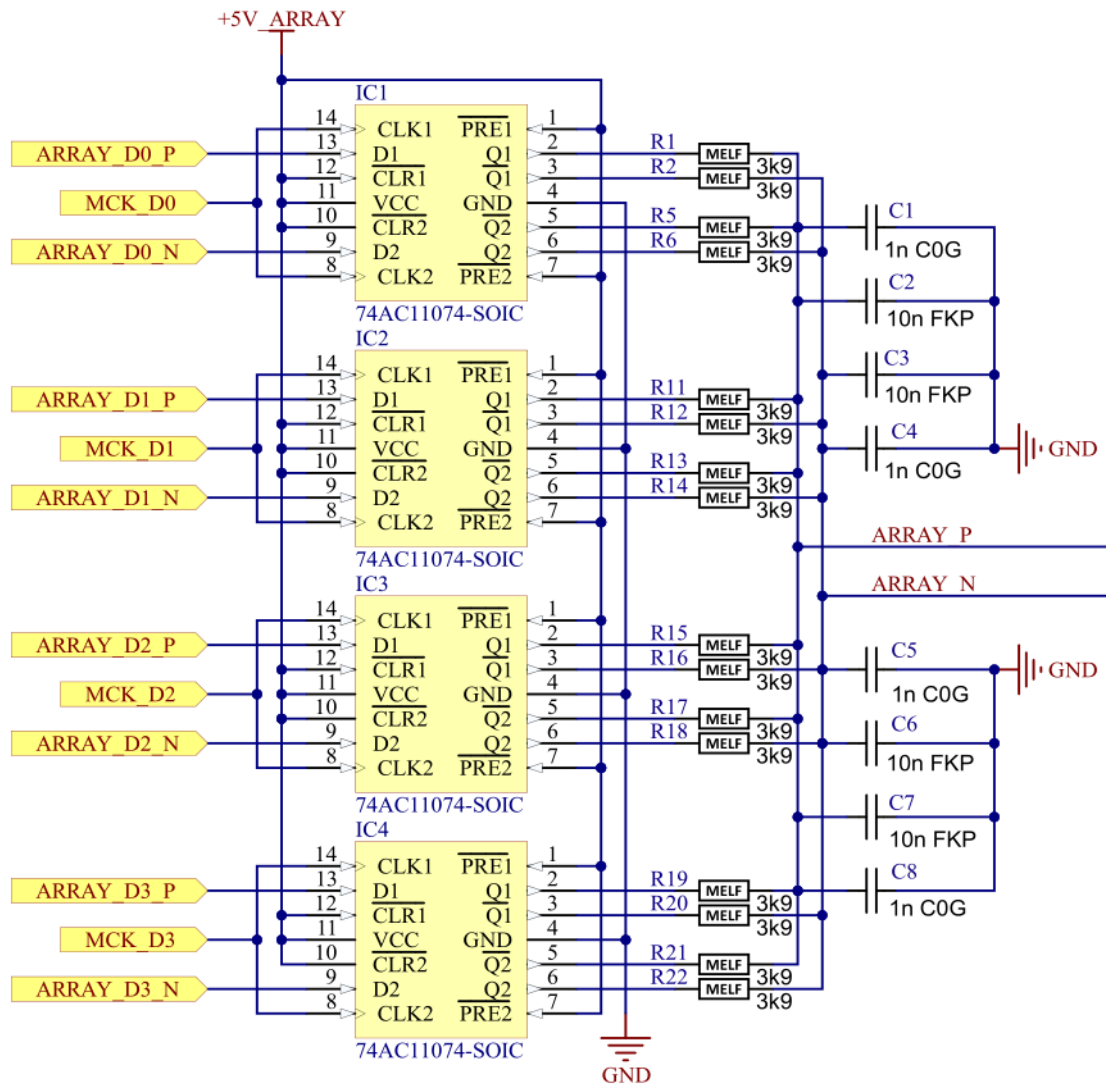 +5V_ARRAY
IC1
14 CLK1 PRE1 1
ARRAY_D0_P 13 D1 Q1 2 R1 MELF 3k9
12 CLR1 Q1 3 R2 MELF 3k9
MCK_D0 11 VCC GND 4
10 CLR2 Q2 5 R5 MELF 3k9
ARRAY_D0_N 9 D2 Q2 6 R6 MELF 3k9
8 CLK2 PRE2 7
74AC11074-SOIC
C1
1n C0G
C2
10n FKP
IC2
14 CLK1 PRE1 1
ARRAY_D1_P 13 D1 Q1 2 R11 MELF 3k9
12 CLR1 Q1 3 R12 MELF 3k9
MCK_D1 11 VCC GND 4
10 CLR2 Q2 5 R13 MELF 3k9
ARRAY_D1_N 9 D2 Q2 6 R14 MELF 3k9
8 CLK2 PRE2 7
74AC11074-SOIC
C3
10n FKP
C4
1n C0G
GND
ARRAY_P
ARRAY_N
IC3
14 CLK1 PRE1 1
ARRAY_D2_P 13 D1 Q1 2 R15 MELF 3k9
12 CLR1 Q1 3 R16 MELF 3k9
MCK_D2 11 VCC GND 4
10 CLR2 Q2 5 R17 MELF 3k9
ARRAY_D2_N 9 D2 Q2 6 R18 MELF 3k9
8 CLK2 PRE2 7
74AC11074-SOIC
C5
1n C0G
GND
C6
10n FKP
C7
10n FKP
C8
1n C0G
IC4
14 CLK1 PRE1 1
ARRAY_D3_P 13 D1 Q1 2 R19 MELF 3k9
12 CLR1 Q1 3 R20 MELF 3k9
MCK_D3 11 VCC GND 4
10 CLR2 Q2 5 R21 MELF 3k9
ARRAY_D3_N 9 D2 Q2 6 R22 MELF 3k9
8 CLK2 PRE2 7
74AC11074-SOIC
GND